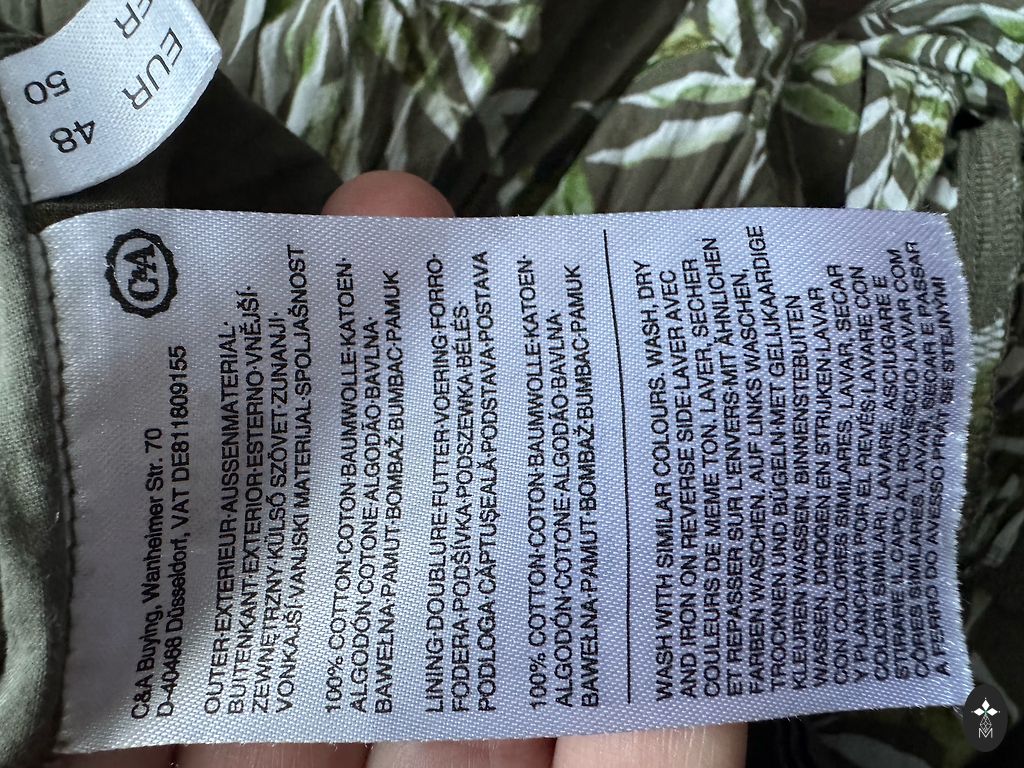 FR
50
EUR
48
C&A
C&A Buying, Wanheimer Str. 70
D-40468 Düsseldorf, VAT DE811809155
OUTER·EXTERIEUR·AUSSENMATERIAL·
BUITENKANT·EXTERIOR·ESTERNO·VNĚJŠÍ·
ZEWNĘTRZNY·KÜLSŐ SZÖVET·ZUNANJI·
VONKAJŠÍ·VANJSKI MATERIJAL·SPOLJAŠNOST
100% COTTON·COTON·BAUMWOLLE·KATOEN·
ALGODÓN·COTONE·ALGODÃO·BAVLNA·
BAWEŁNA·PAMUT·BOMBAŽ·BUMBAC·PAMUK
LINING·DOUBLURE·FUTTER·VOERING·FORRO·
FODERA·PODŠÍVKA·PODSZEWKA·BÉLÉS·
PODLOGA·CĂPTUȘEALĂ·PODSTAVA·POSTAVA
100% COTTON·COTON·BAUMWOLLE·KATOEN·
ALGODÓN·COTONE·ALGODÃO·BAVLNA·
BAWEŁNA·PAMUT·BOMBAŽ·BUMBAC·PAMUK
WASH WITH SIMILAR COLOURS. WASH, DRY
AND IRON ON REVERSE SIDE·LAVER AVEC
COULEURS DE MEME TON. LAVER, SECHER
ET REPASSER SUR L'ENVERS·MIT ÄHNLICHEN
FARBEN WASCHEN. AUF LINKS WASCHEN,
TROCKNEN UND BÜGELN·MET GELIJKAARDIGE
KLEUREN WASSEN. BINNENSTEBUITEN
WASSEN, DROGEN EN STRIJKEN·LAVAR
CON COLORES SIMILARES. LAVAR, SECAR
Y PLANCHAR POR EL REVÉS·LAVARE CON
COLORI SIMILARI. LAVARE, ASCIUGARE E
STIRARE IL CAPO AL ROVESCIO·LAVAR COM
CORES SIMILARES. LAVAR, SECAR E PASSAR
A FERRO DO AVESSO·PRÁT SE STEJNÝMI